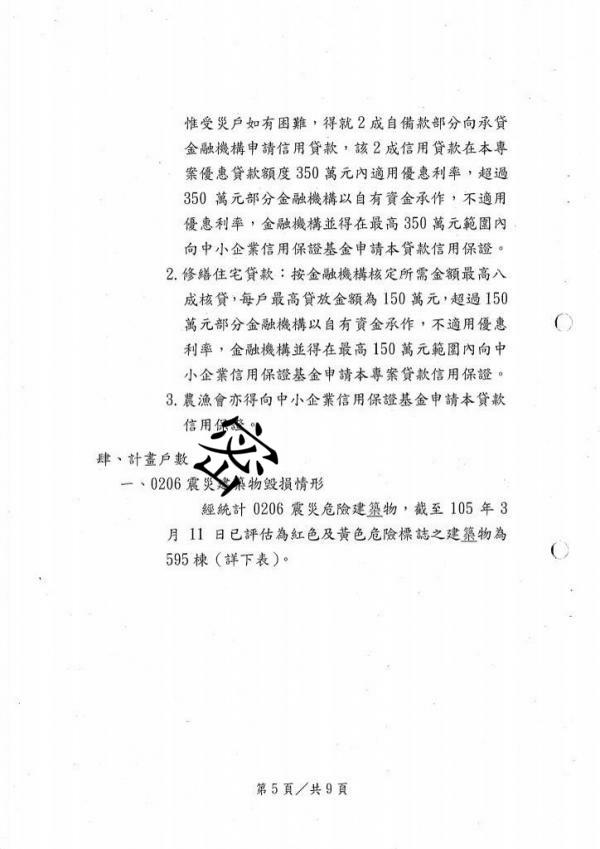 惟受災戶如有困難，得就2成自備款部分向承貸
金融機構申請信用貸款，該2成信用貸款在本專
案優惠貸款額度350萬元內適用優惠利率，超過
350 萬元部分金融機構以自有資金承作，不適用
優惠利率，金融機構並得在最高350萬元範圍內
向中小企業信用保證基金申請本貸款信用保證。
2.修繕住宅貸款：按金融機構核定所需金額最高八
成核貸，每戶最高貸放金額為150萬元，超過150
萬元部分金融機構以自有資金承作，不適用優惠
利率，金融機構並得在最高150萬元範圍內向中
小企業信用保證基金申請本專案貸款信用保證。
3.農漁會亦得向中小企業信用保證基金申請本貸款
信用保證。
密
肆、計畫戶數
一、0206震災建築物毀損情形
經統計 0206 震災危險建築物，截至 105 年 3
月 11 日已評估為紅色及黃色危險標誌之建築物為
595棟（詳下表）。
第5頁／共9頁